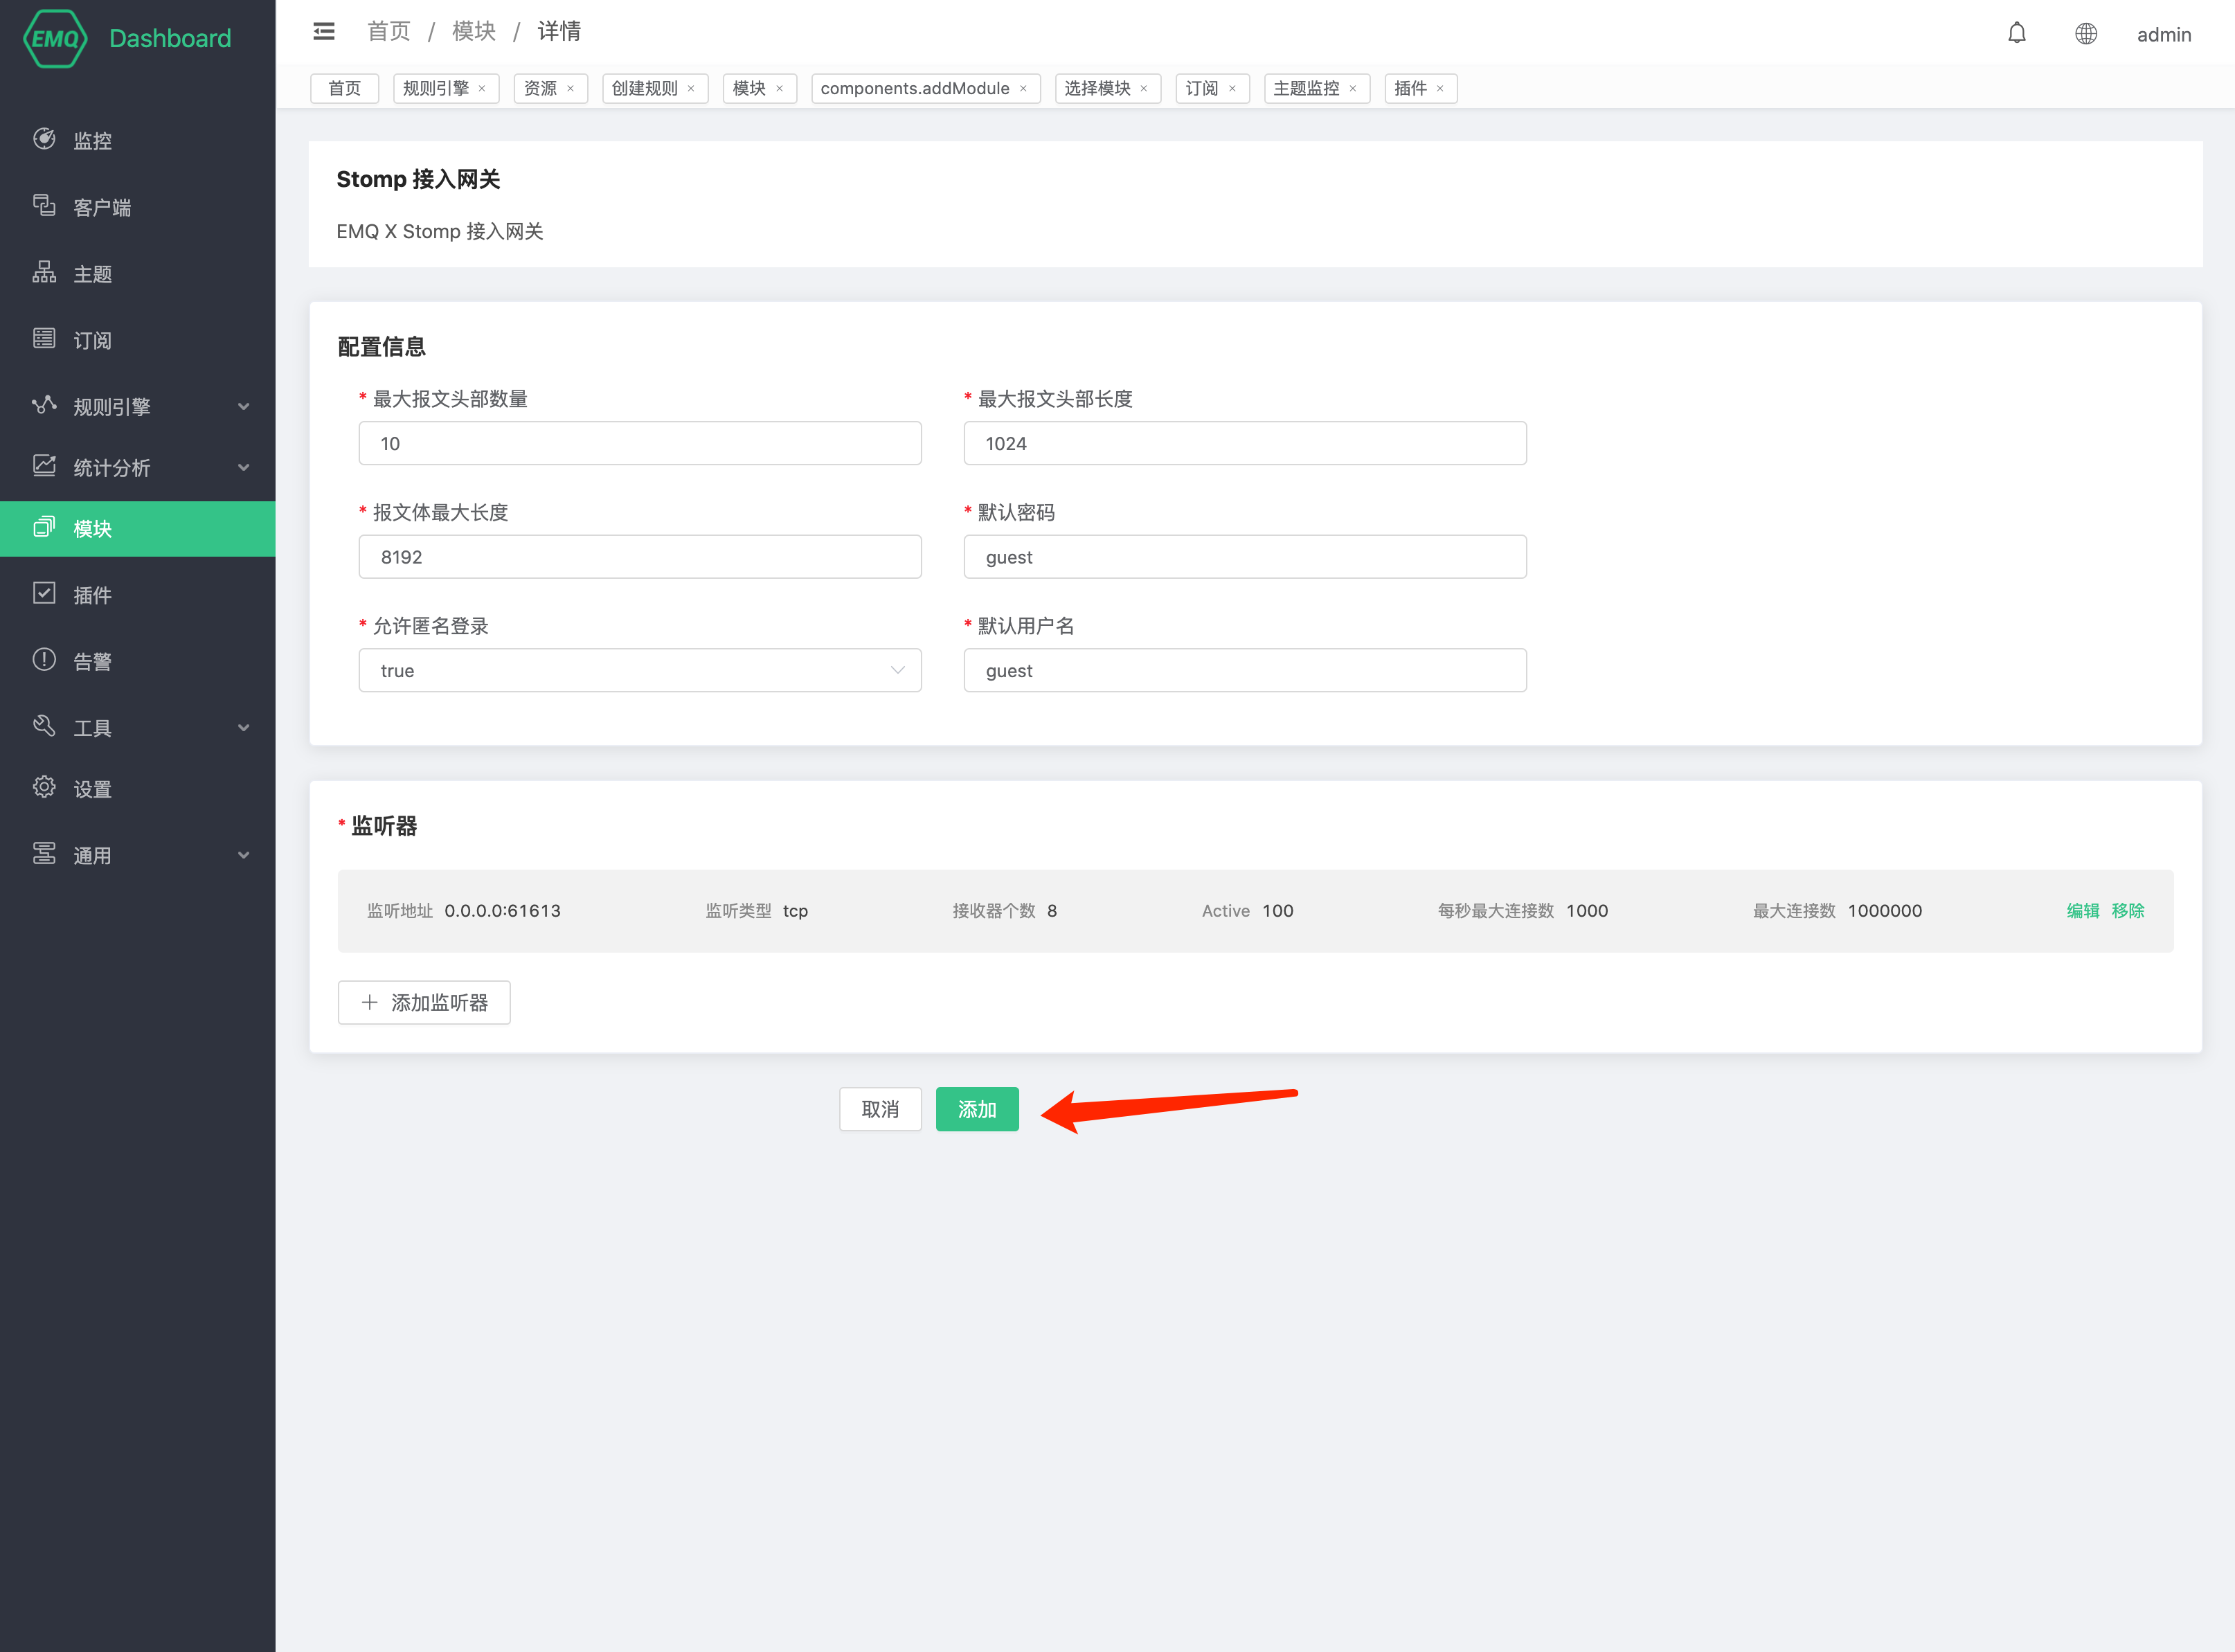 EMQ Dashboard
首页 / 模块 / 详情
admin
首页 规则引擎 × 资源 × 创建规则 × 模块 × components.addModule × 选择模块 × 订阅 × 主题监控 × 插件 ×
监控
客户端
主题
订阅
规则引擎
统计分析
模块
插件
告警
工具
设置
通用
Stomp 接入网关
EMQ X Stomp 接入网关
配置信息
* 最大报文头部数量
10
* 最大报文头部长度
1024
* 报文体最大长度
8192
* 默认密码
guest
* 允许匿名登录
true
* 默认用户名
guest
* 监听器
监听地址 0.0.0.0:61613 监听类型 tcp 接收器个数 8 Active 100 每秒最大连接数 1000 最大连接数 1000000 编辑 移除
添加监听器
取消 添加